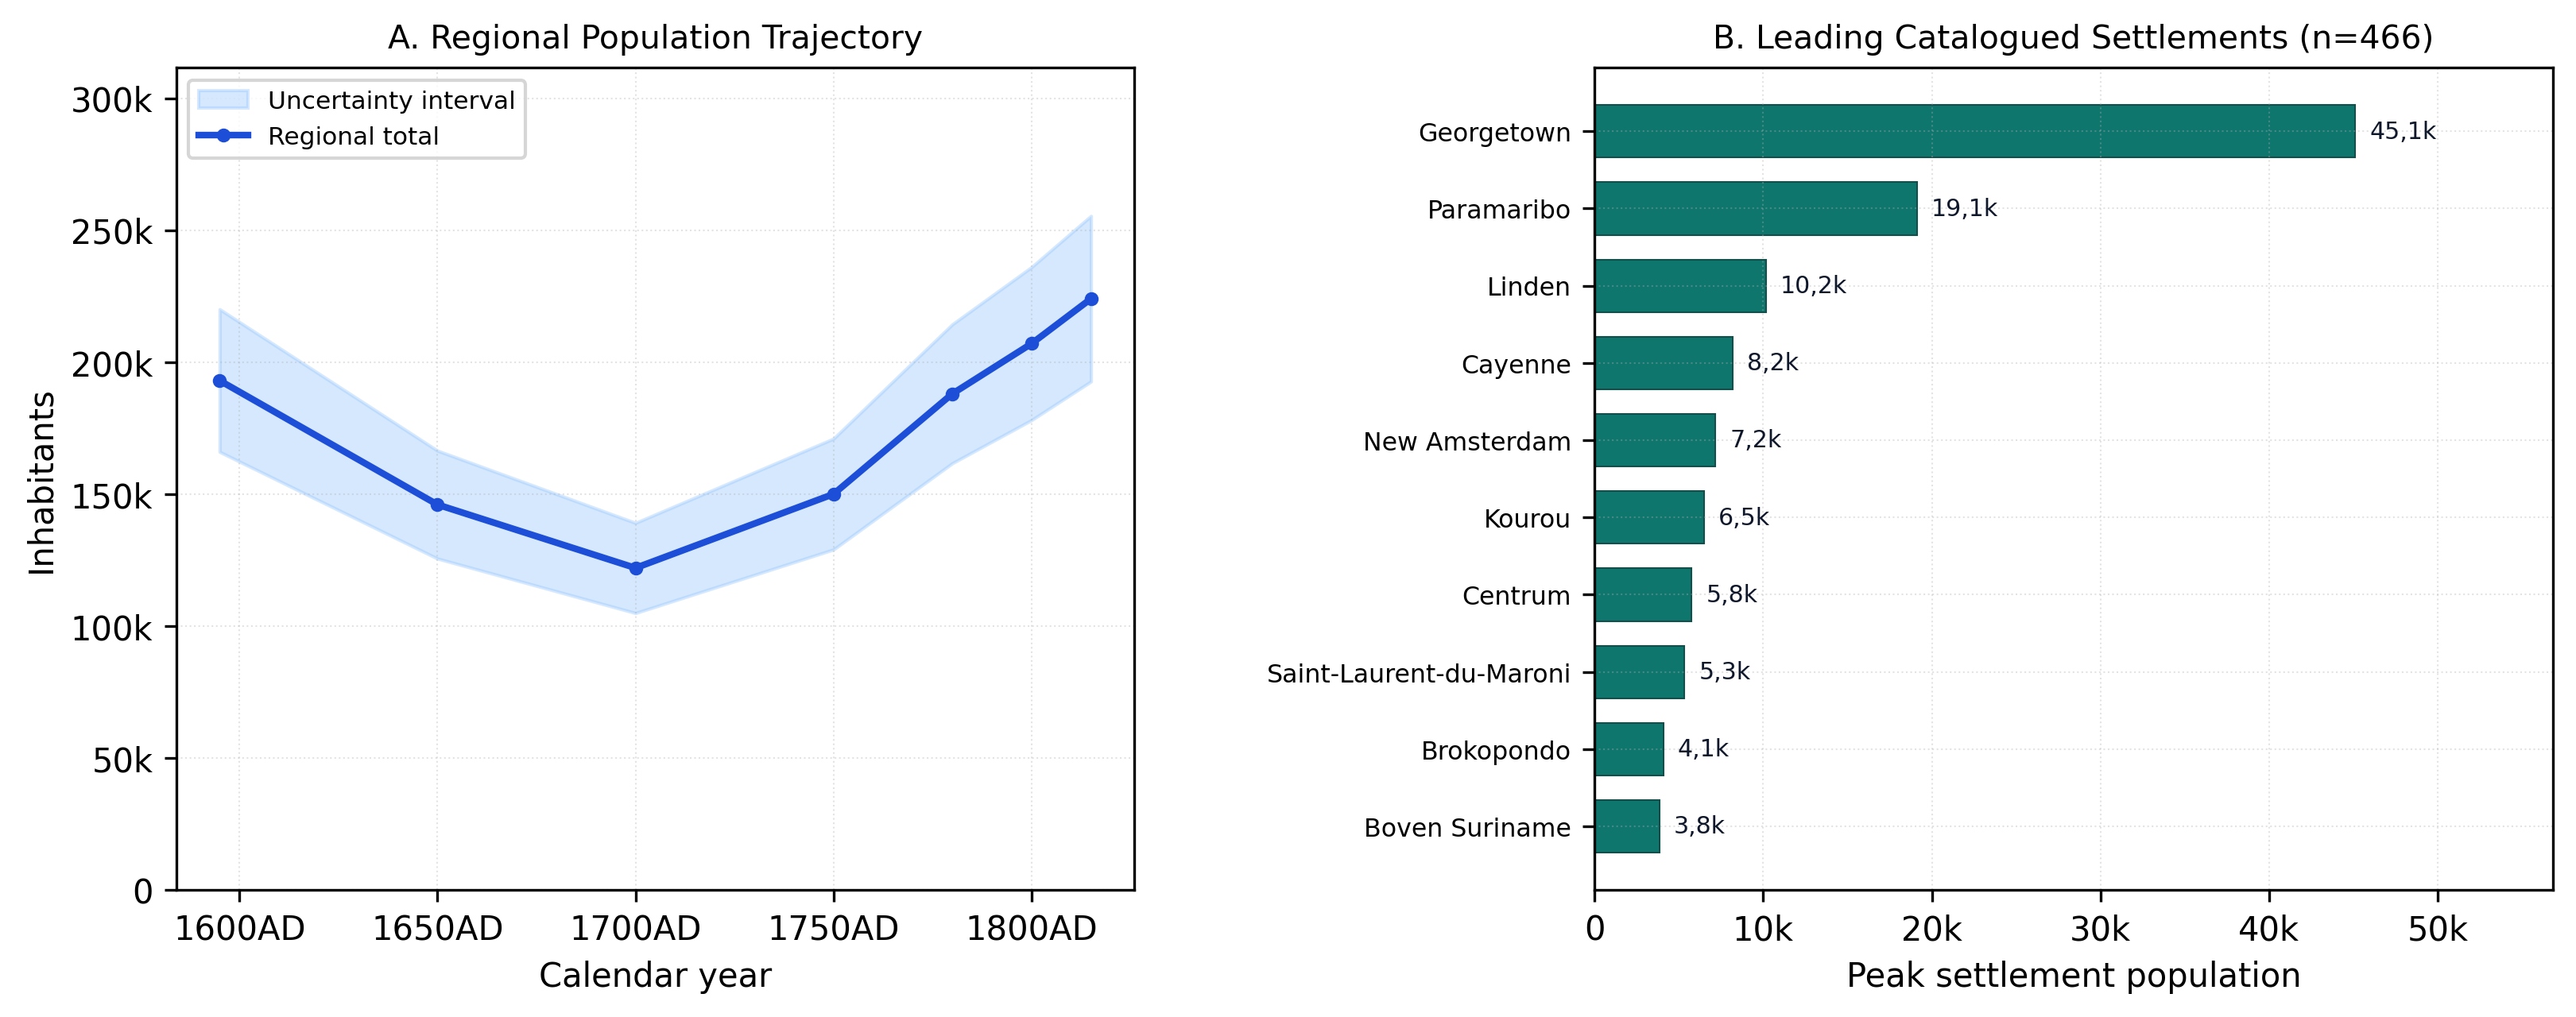 A. Regional Population Trajectory
Uncertainty interval
Regional total
300k
250k
200k
150k
100k
50k
0
Inhabitants
1600AD
1650AD
1700AD
1750AD
1800AD
Calendar year
B. Leading Catalogued Settlements (n=466)
Georgetown
45,1k
Paramaribo
19,1k
Linden
10,2k
Cayenne
8,2k
New Amsterdam
7,2k
Kourou
6,5k
Centrum
5,8k
Saint-Laurent-du-Maroni
5,3k
Brokopondo
4,1k
Boven Suriname
3,8k
0
10k
20k
30k
40k
50k
Peak settlement population